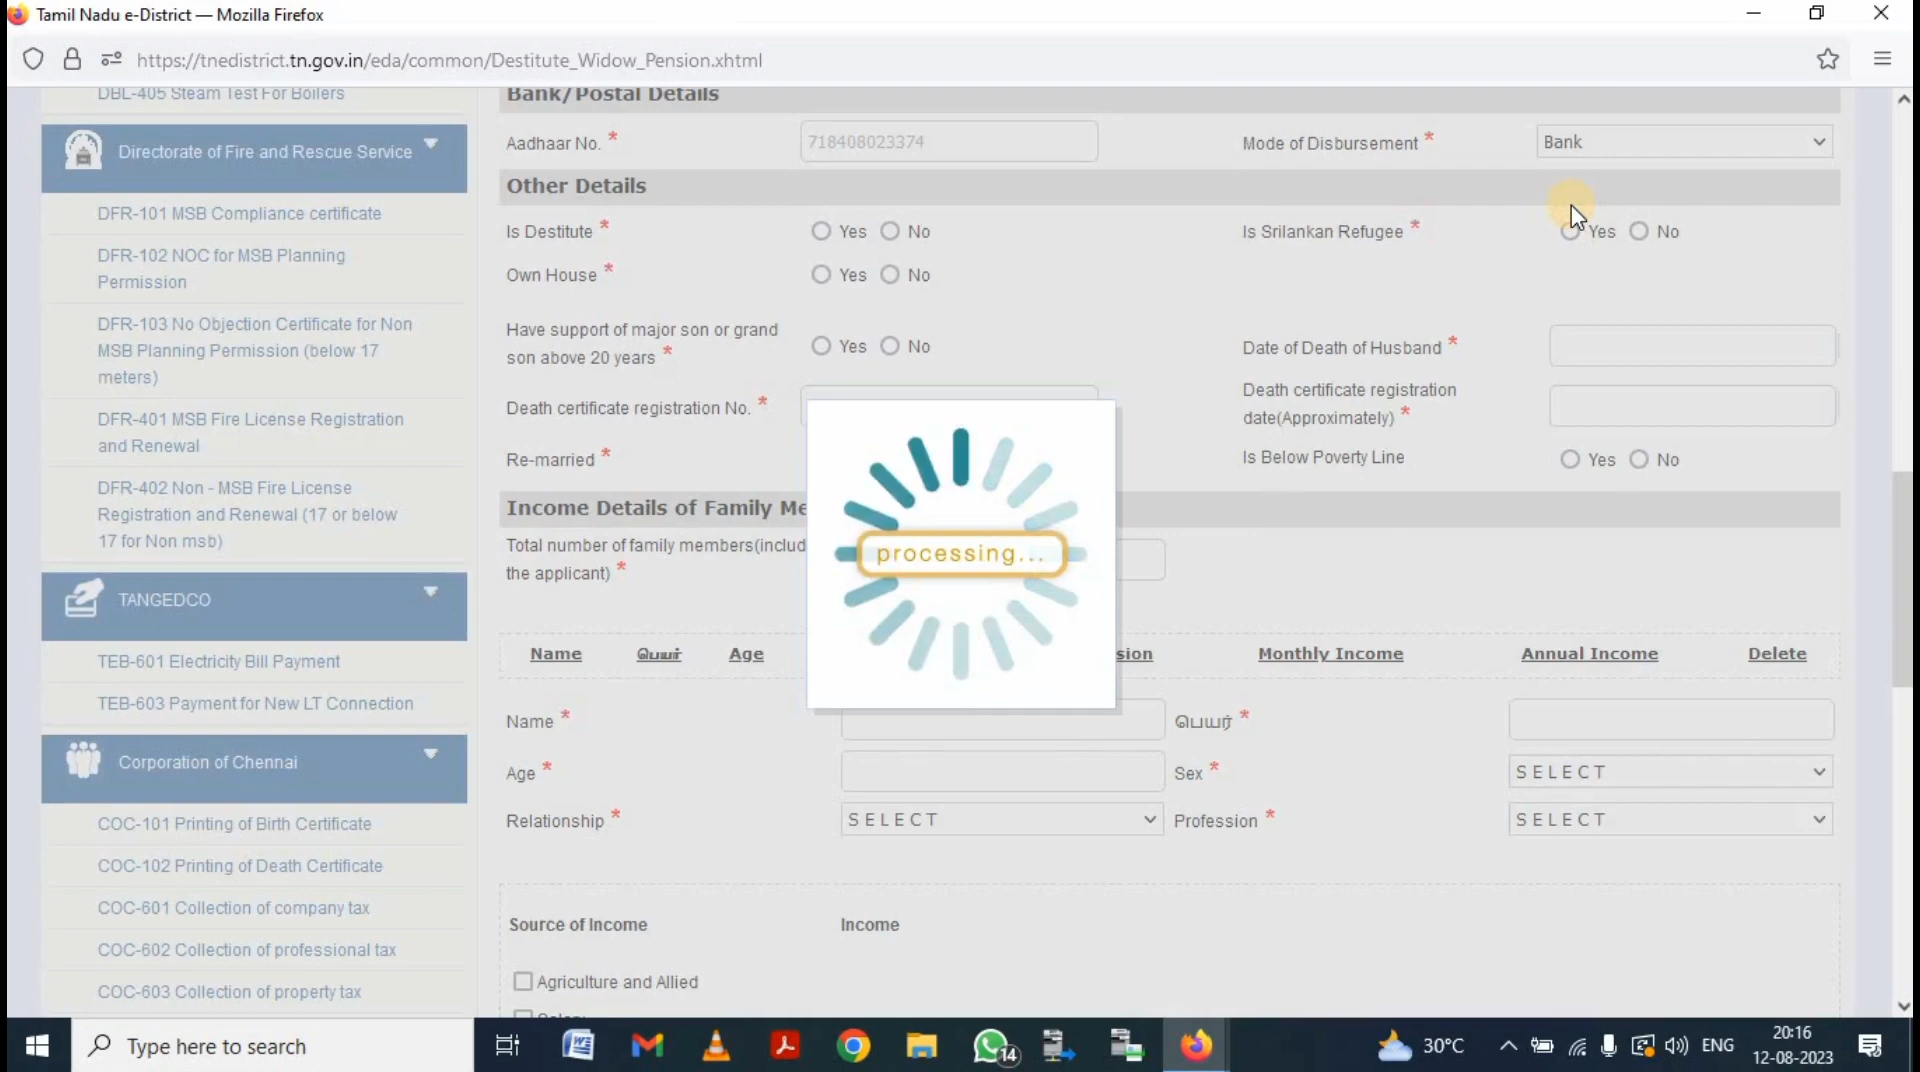 Tamil Nadu e-District — Mozilla Firefox
https://tnedistrict.tn.gov.in/eda/common/Destitute_Widow_Pension.xhtml
DBL-405 Steam Test For Boilers
Directorate of Fire and Rescue Service
DFR-101 MSB Compliance certificate
DFR-102 NOC for MSB Planning
Permission
DFR-103 No Objection Certificate for Non
MSB Planning Permission (below 17
meters)
DFR-401 MSB Fire License Registration
and Renewal
DFR-402 Non - MSB Fire License
Registration and Renewal (17 or below
17 for Non msb)
TANGEDCO
TEB-601 Electricity Bill Payment
TEB-603 Payment for New LT Connection
Corporation of Chennai
COC-101 Printing of Birth Certificate
COC-102 Printing of Death Certificate
COC-601 Collection of company tax
COC-602 Collection of professional tax
COC-603 Collection of property tax
Bank/Postal Details
Aadhaar No. * 718408023374 Mode of Disbursement * Bank
Other Details
Is Destitute * Yes No Is Srilankan Refugee * Yes No
Own House * Yes No
Have support of major son or grand
son above 20 years * Yes No Date of Death of Husband *
Death certificate registration No. * Death certificate registration
date(Approximately) *
Re-married * Is Below Poverty Line Yes No
Income Details of Family Me
Total number of family members(includ
the applicant) *
processing...
Name பெயர் Age sion Monthly Income Annual Income Delete
Name * பெயர் *
Age * Sex * SELECT
Relationship * SELECT Profession * SELECT
Source of Income Income
Agriculture and Allied
Type here to search
14
30°C
ENG
20:16
12-08-2023